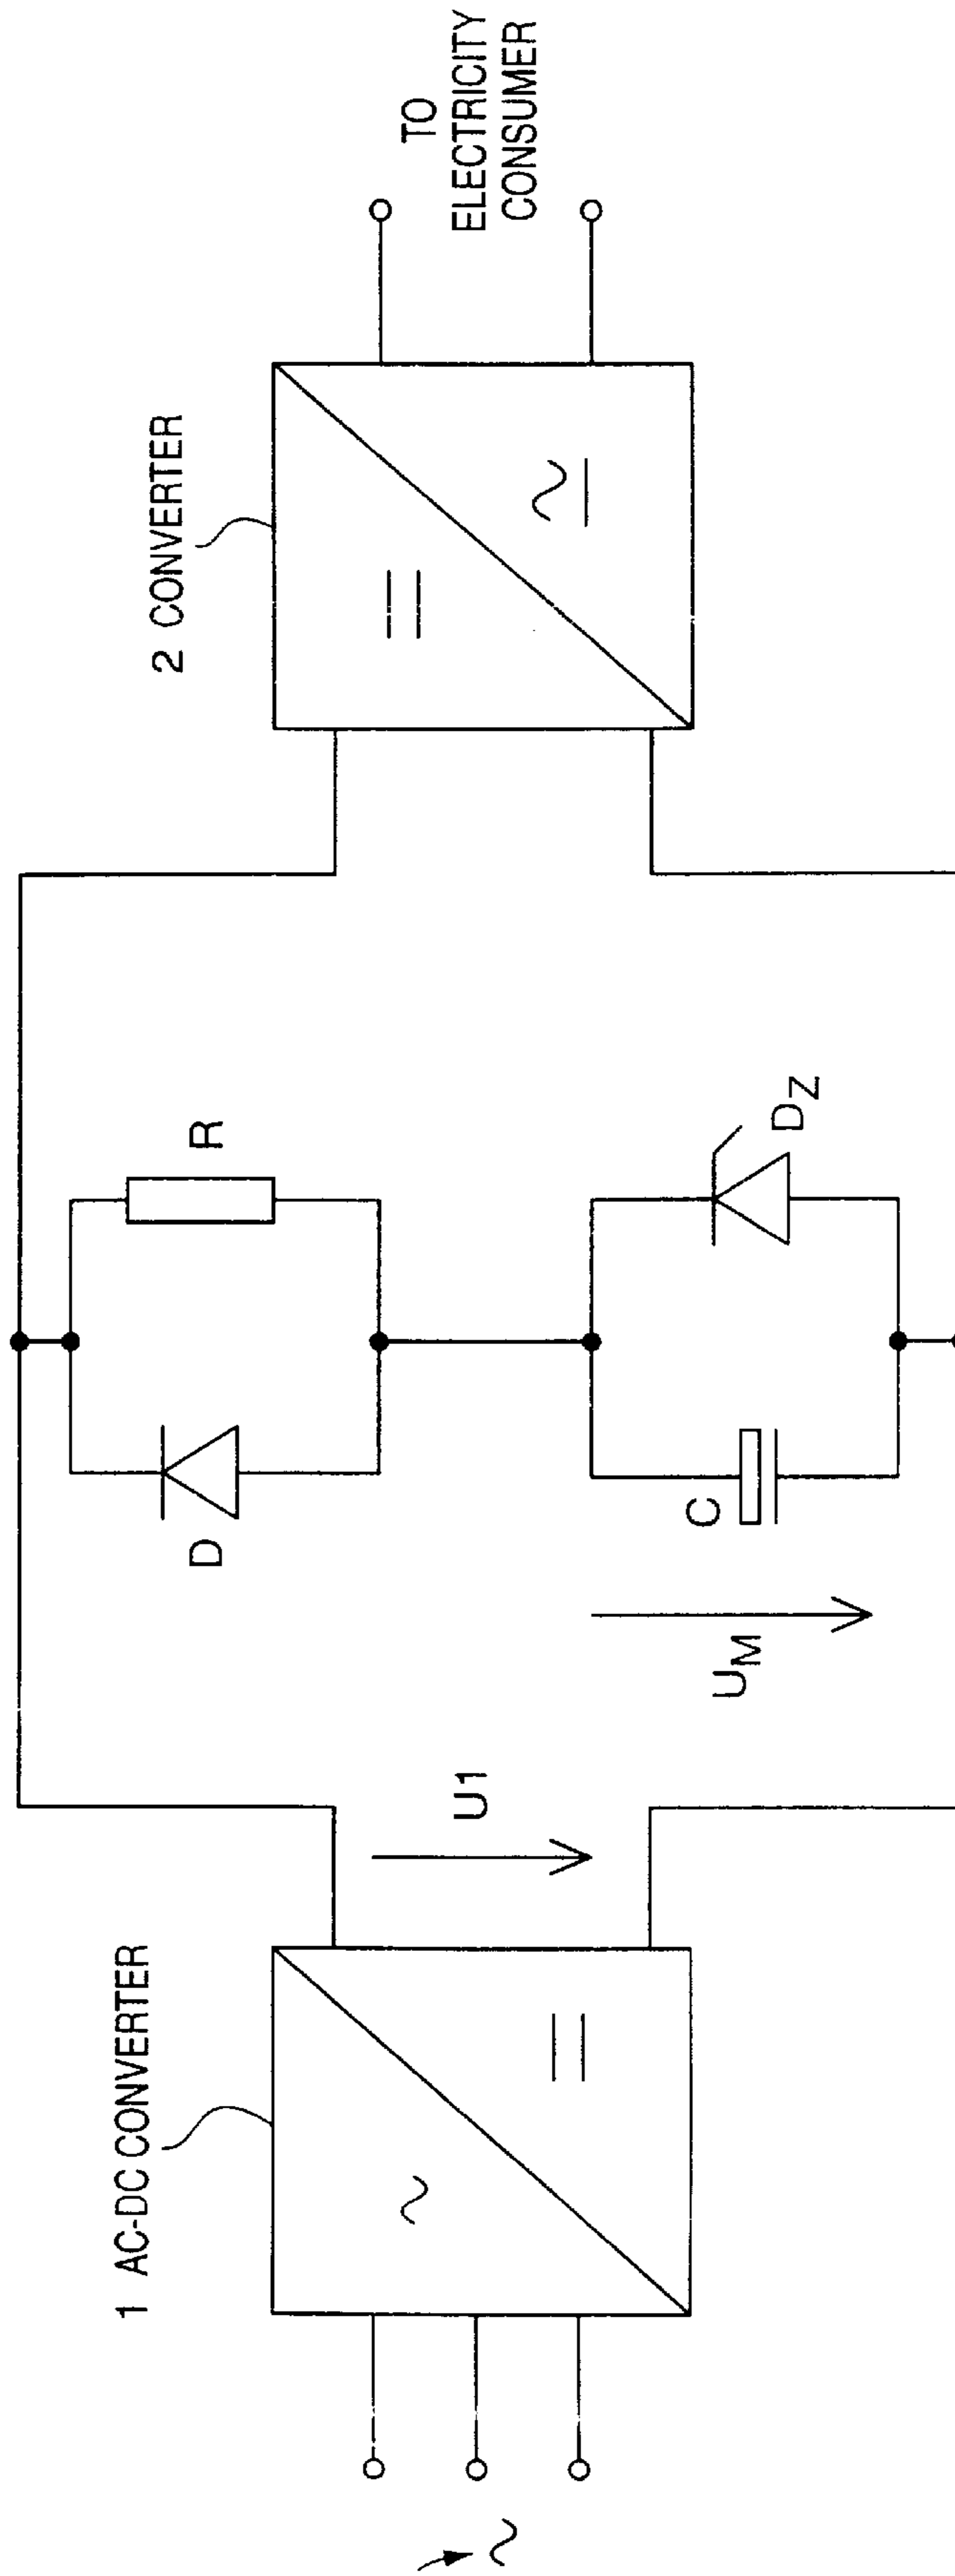 1 AC-DC CONVERTER
U1
UM
D
R
C
DZ
2 CONVERTER
TO
ELECTRICITY
CONSUMER